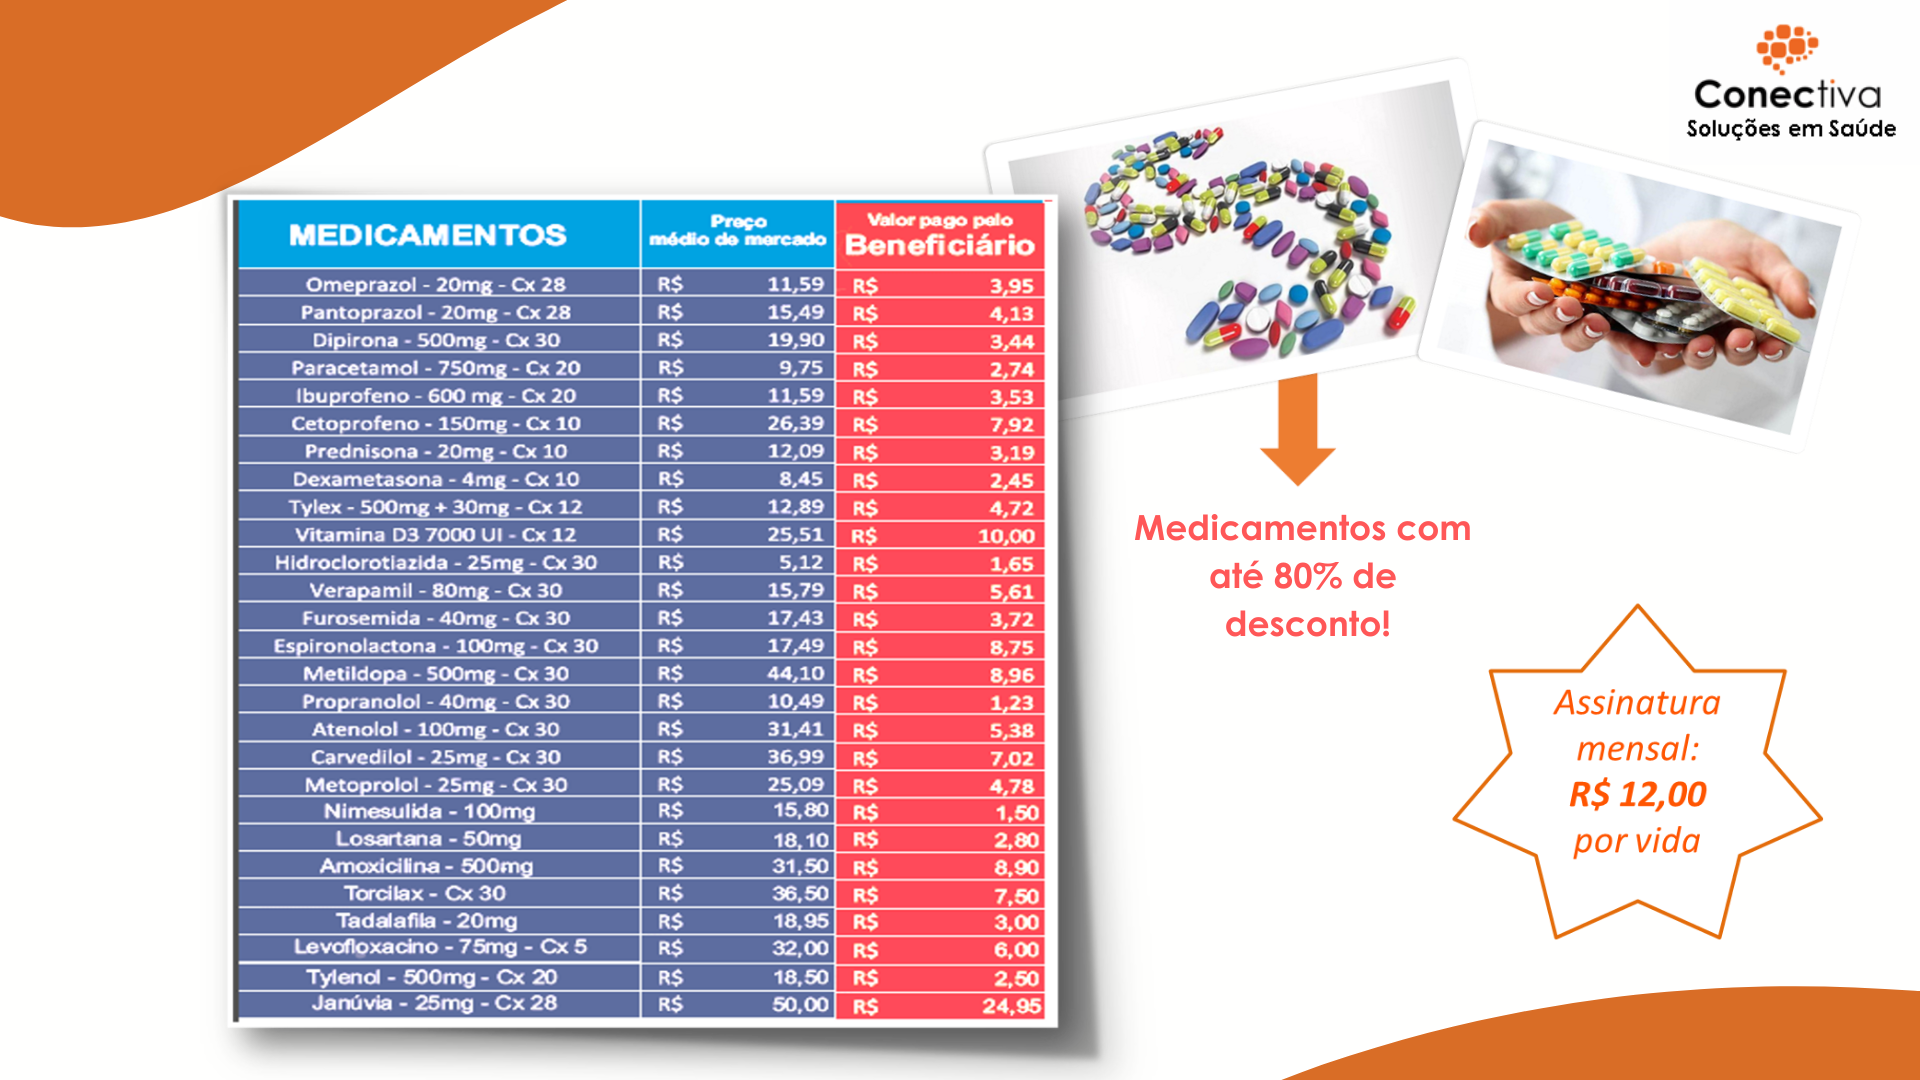 Conectiva
Soluções em Saúde
MEDICAMENTOS Preço médio de mercado Valor pago pelo Beneficiário
Omeprazol - 20mg - Cx 28 R$ 11,59 R$ 3,95
Pantoprazol - 20mg - Cx 28 R$ 15,49 R$ 4,13
Dipirona - 500mg - Cx 30 R$ 19,90 R$ 3,44
Paracetamol - 750mg - Cx 20 R$ 9,75 R$ 2,74
Ibuprofeno - 600 mg - Cx 20 R$ 11,59 R$ 3,53
Cetoprofeno - 150mg - Cx 10 R$ 26,39 R$ 7,92
Prednisona - 20mg - Cx 10 R$ 12,09 R$ 3,19
Dexametasona - 4mg - Cx 10 R$ 8,45 R$ 2,45
Tylex - 500mg + 30mg - Cx 12 R$ 12,89 R$ 4,72
Vitamina D3 7000 UI - Cx 12 R$ 25,51 R$ 10,00
Hidroclorotiazida - 25mg - Cx 30 R$ 5,12 R$ 1,65
Verapamil - 80mg - Cx 30 R$ 15,79 R$ 5,61
Furosemida - 40mg - Cx 30 R$ 17,43 R$ 3,72
Espironolactona - 100mg - Cx 30 R$ 17,49 R$ 8,75
Metildopa - 500mg - Cx 30 R$ 44,10 R$ 8,96
Propranolol - 40mg - Cx 30 R$ 10,49 R$ 1,23
Atenolol - 100mg - Cx 30 R$ 31,41 R$ 5,38
Carvedilol - 25mg - Cx 30 R$ 36,99 R$ 7,02
Metoprolol - 25mg - Cx 30 R$ 25,09 R$ 4,78
Nimesulida - 100mg R$ 15,80 R$ 1,50
Losartana - 50mg R$ 18,10 R$ 2,80
Amoxicilina - 500mg R$ 31,50 R$ 8,90
Torcilax - Cx 30 R$ 36,50 R$ 7,50
Tadalafila - 20mg R$ 18,95 R$ 3,00
Levofloxacino - 75mg - Cx 5 R$ 32,00 R$ 6,00
Tylenol - 500mg - Cx 20 R$ 18,50 R$ 2,50
Janúvia - 25mg - Cx 28 R$ 50,00 R$ 24,95
Medicamentos com
até 80% de
desconto!
Assinatura
mensal:
R$ 12,00
por vida